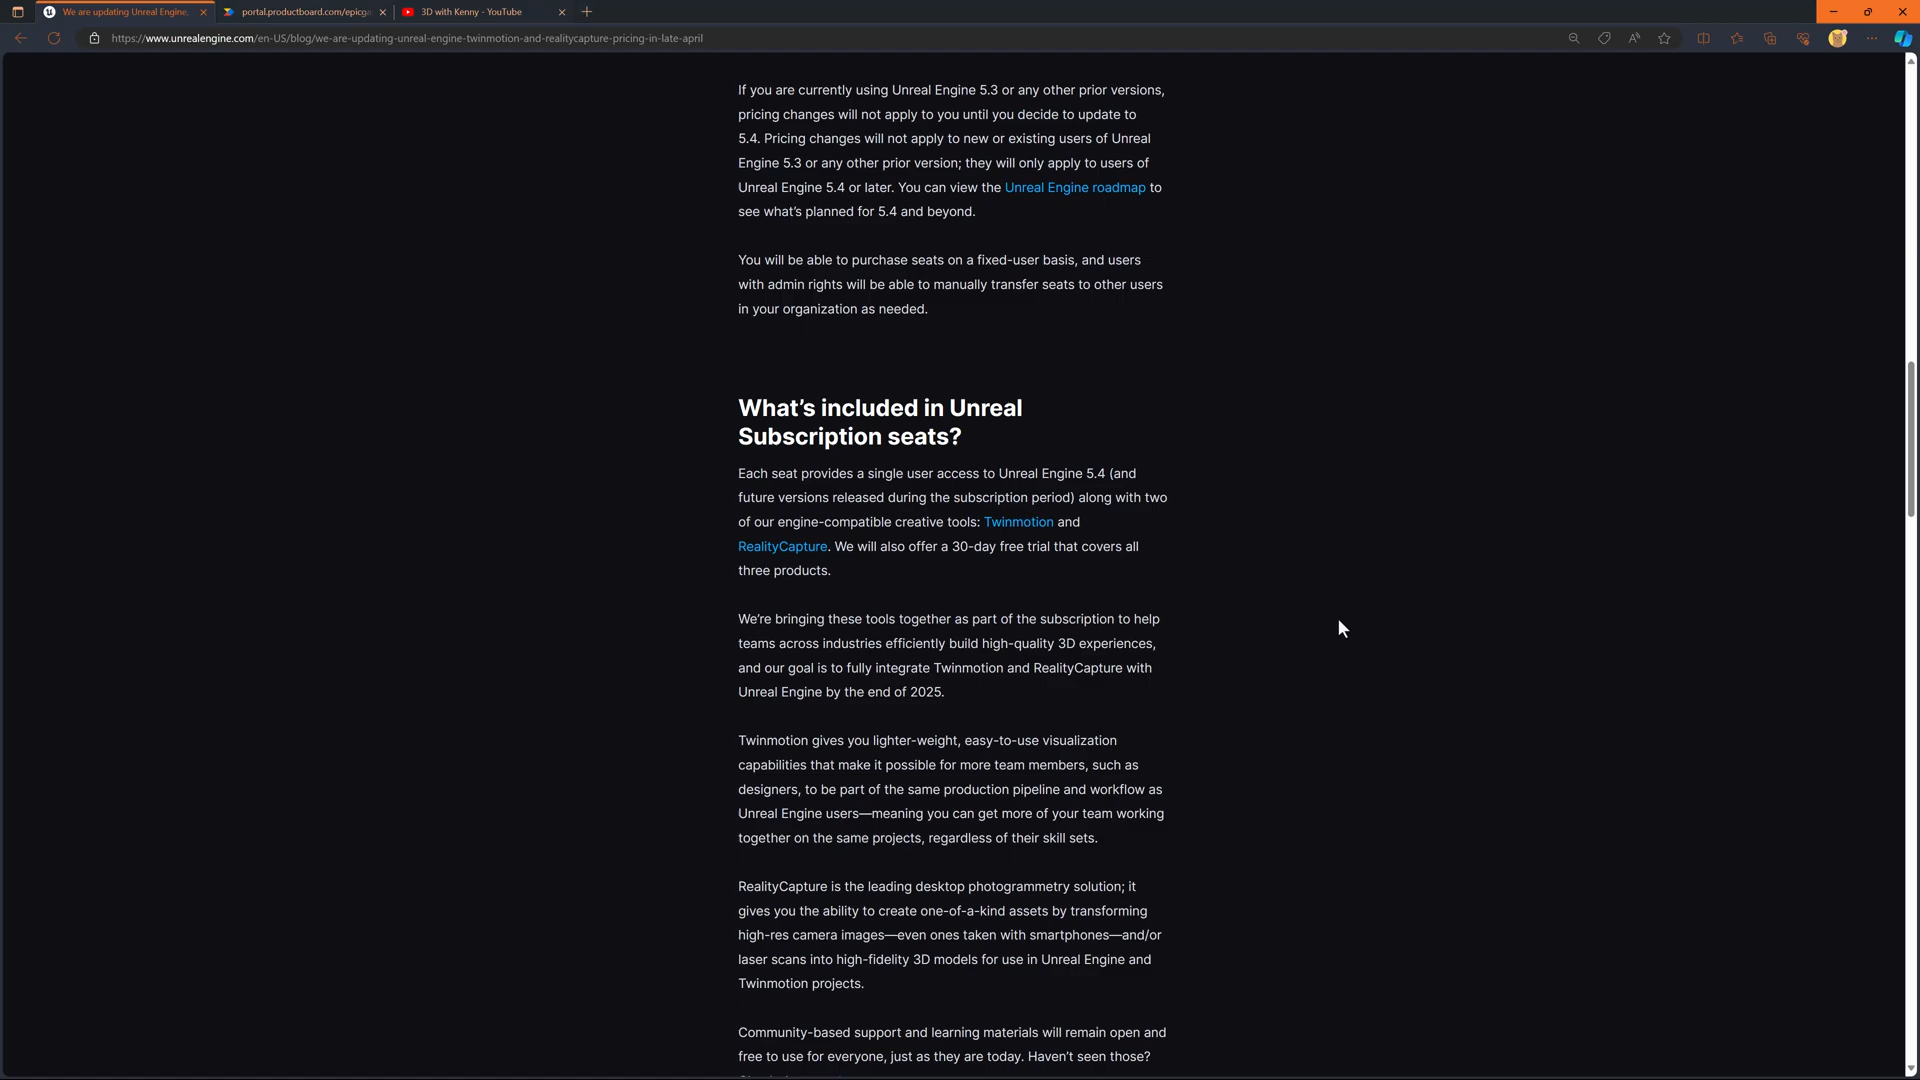 We are updating Unreal Engine,
portal.productboard.com/epicga
3D with Kenny - YouTube
https://www.unrealengine.com/en-US/blog/we-are-updating-unreal-engine-twinmotion-and-realitycapture-pricing-in-late-april
If you are currently using Unreal Engine 5.3 or any other prior versions,
pricing changes will not apply to you until you decide to update to
5.4. Pricing changes will not apply to new or existing users of Unreal
Engine 5.3 or any other prior version; they will only apply to users of
Unreal Engine 5.4 or later. You can view the Unreal Engine roadmap to
see what's planned for 5.4 and beyond.
You will be able to purchase seats on a fixed-user basis, and users
with admin rights will be able to manually transfer seats to other users
in your organization as needed.
What's included in Unreal
Subscription seats?
Each seat provides a single user access to Unreal Engine 5.4 (and
future versions released during the subscription period) along with two
of our engine-compatible creative tools: Twinmotion and
RealityCapture. We will also offer a 30-day free trial that covers all
three products.
We're bringing these tools together as part of the subscription to help
teams across industries efficiently build high-quality 3D experiences,
and our goal is to fully integrate Twinmotion and RealityCapture with
Unreal Engine by the end of 2025.
Twinmotion gives you lighter-weight, easy-to-use visualization
capabilities that make it possible for more team members, such as
designers, to be part of the same production pipeline and workflow as
Unreal Engine users—meaning you can get more of your team working
together on the same projects, regardless of their skill sets.
RealityCapture is the leading desktop photogrammetry solution; it
gives you the ability to create one-of-a-kind assets by transforming
high-res camera images—even ones taken with smartphones—and/or
laser scans into high-fidelity 3D models for use in Unreal Engine and
Twinmotion projects.
Community-based support and learning materials will remain open and
free to use for everyone, just as they are today. Haven't seen those?